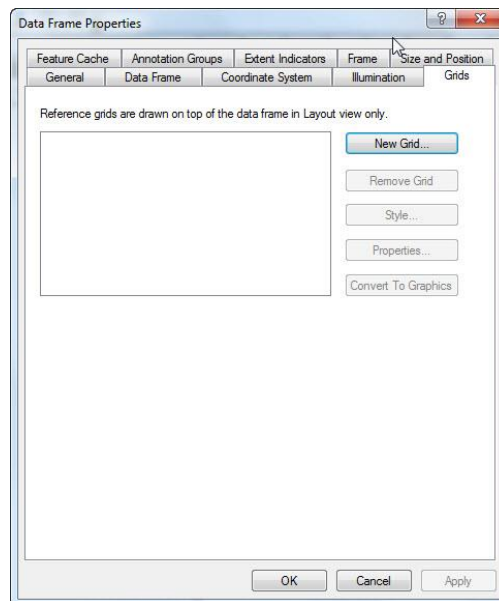 Data Frame Properties
Feature Cache Annotation Groups Extent Indicators Frame Size and Position
General Data Frame Coordinate System Illumination Grids
Reference grids are drawn on top of the data frame in Layout view only.
New Grid...
Remove Grid
Style...
Properties...
Convert To Graphics
OK Cancel Apply